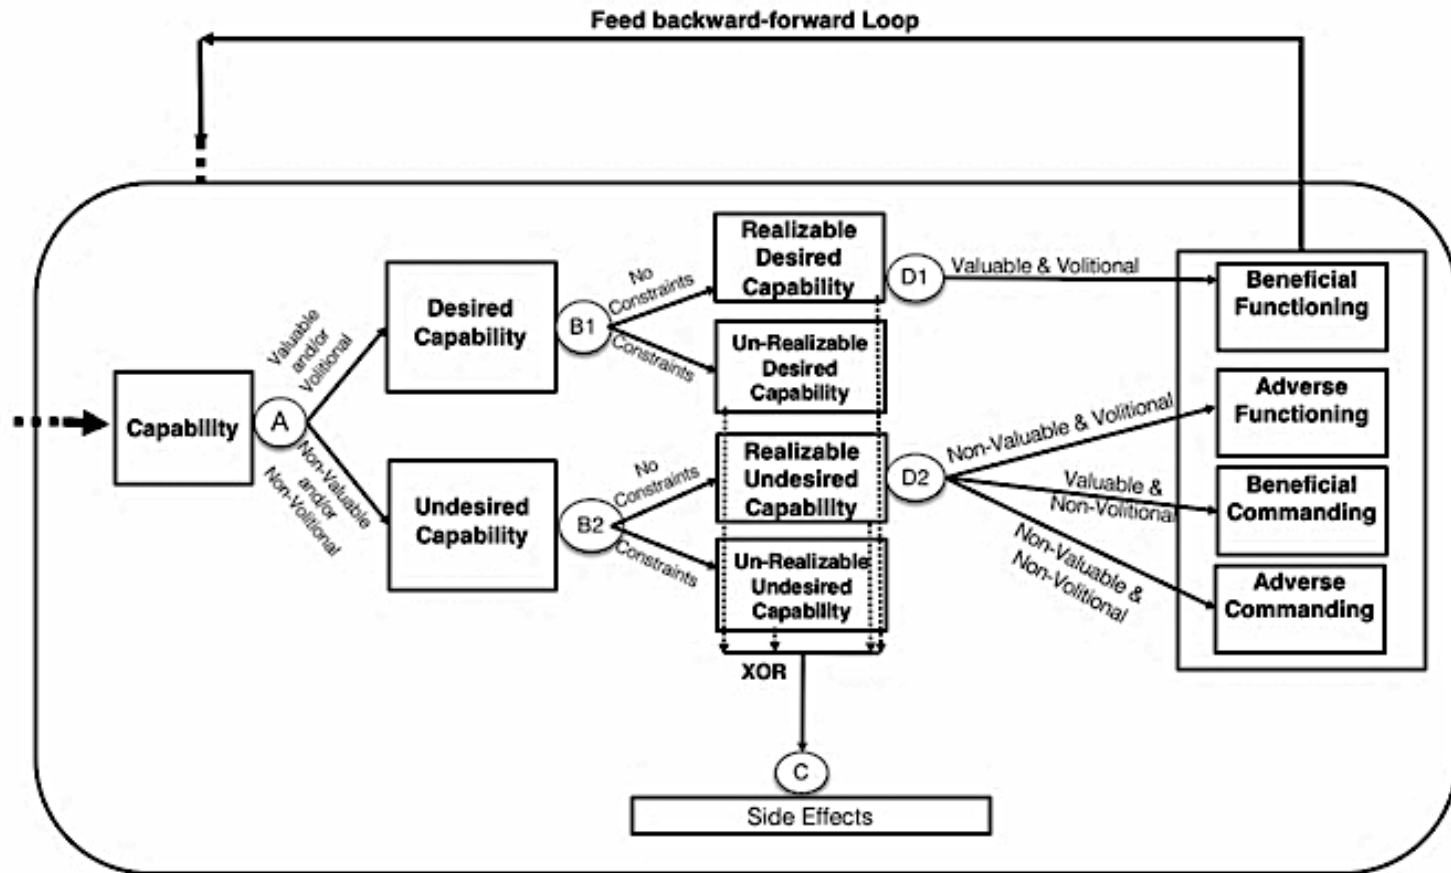 Feed backward-forward Loop
Capability
A
Valuable
and/or
Volitional
Non-Valuable
and/or
Non-Volitional
Desired
Capability
Undesired
Capability
B1
No
Constraints
Constraints
B2
No
Constraints
Constraints
Realizable
Desired
Capability
Un-Realizable
Desired
Capability
Realizable
Undesired
Capability
Un-Realizable
Undesired
Capability
XOR
C
Side Effects
D1
Valuable & Volitional
D2
Non-Valuable & Volitional
Valuable &
Non-Volitional
Non-Valuable &
Non-Volitional
Beneficial
Functioning
Adverse
Functioning
Beneficial
Commanding
Adverse
Commanding